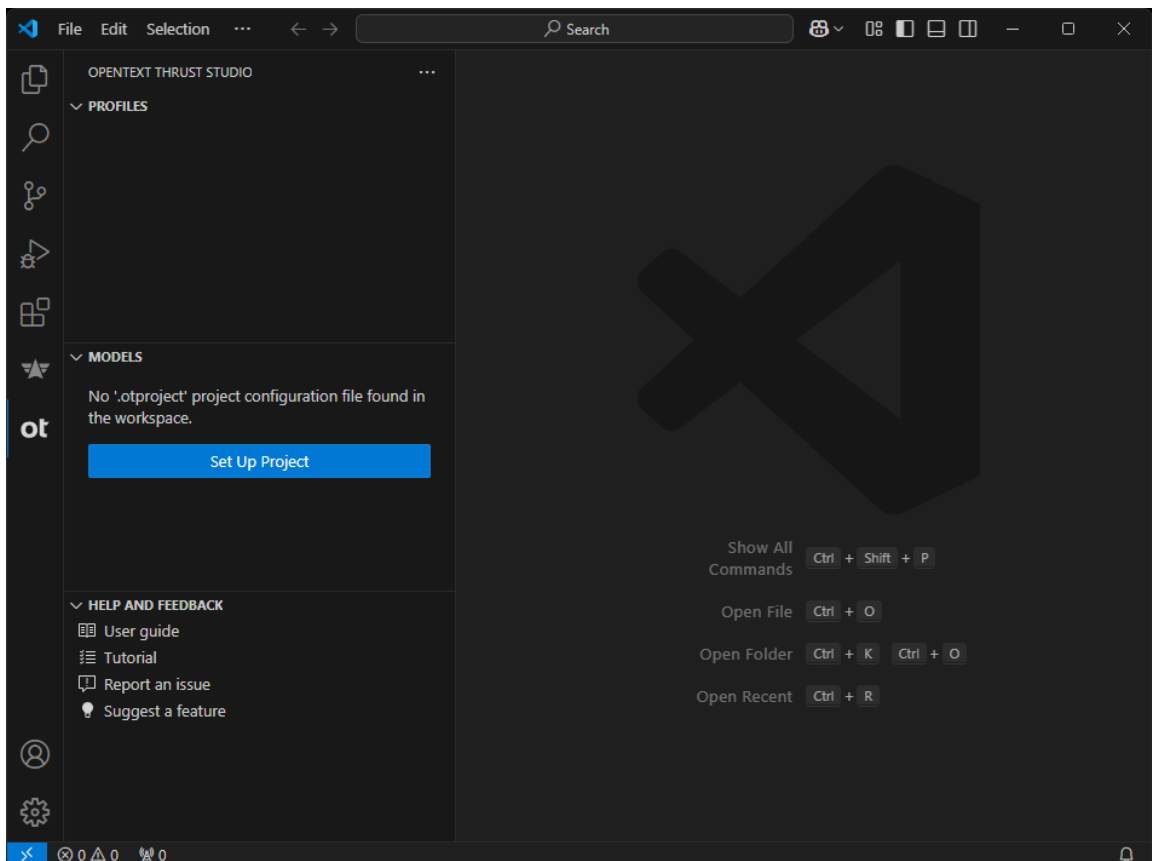 File Edit Selection ··· Search
OPENTEXT THRUST STUDIO ···
PROFILES
MODELS
No '.otproject' project configuration file found in
the workspace.
ot
Set Up Project
Show All
Commands Ctrl + Shift + P
Open File Ctrl + O
Open Folder Ctrl + K Ctrl + O
Open Recent Ctrl + R
HELP AND FEEDBACK
User guide
Tutorial
Report an issue
Suggest a feature
0 0 0